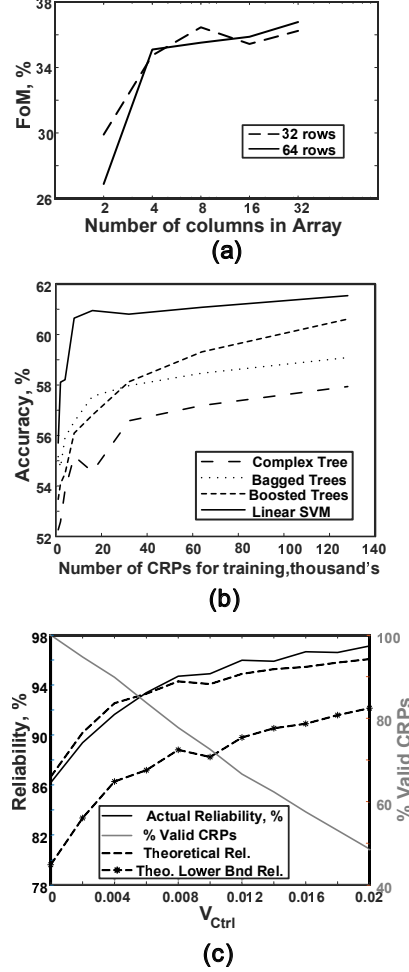 38
34
30
26
FoM, %
32 rows
64 rows
2 4 8 16 32
Number of columns in Array
(a)
62
60
58
56
54
52
Accuracy, %
Complex Tree
Bagged Trees
Boosted Trees
Linear SVM
0 20 40 60 80 100 120 140
Number of CRPs for training,thousand's
(b)
98
94
90
86
82
78
Reliability, %
100
80
60
40
% Valid CRPs
Actual Reliability, %
% Valid CRPs
Theoretical Rel.
Theo. Lower Bnd Rel.
0 0.004 0.008 0.012 0.016 0.02
VCtrl
(c)